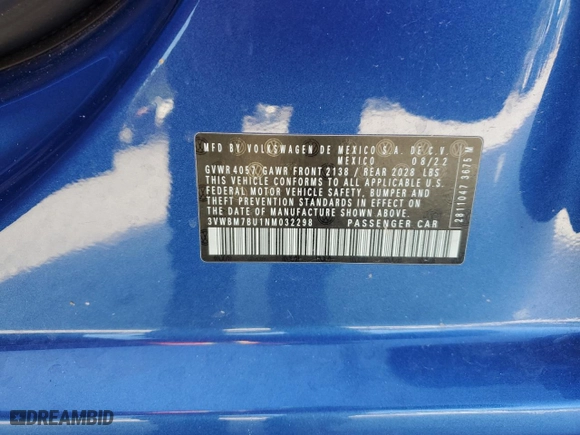 MFD BY VOLKSWAGEN DE MEXICO S.A. DE C.V.
MEXICO 08/22
GVWR 4057/GAWR FRONT 2138 / REAR 2028 LBS
THIS VEHICLE CONFORMS TO ALL APPLICABLE U.S.
FEDERAL MOTOR VEHICLE SAFETY, BUMPER AND
THEFT PREVENTION STANDARDS IN EFFECT ON THE
DATE OF MANUFACTURE SHOWN ABOVE.
3VWBM7BU1NM032298 PASSENGER CAR
2811047 3675 M
DREAMBID